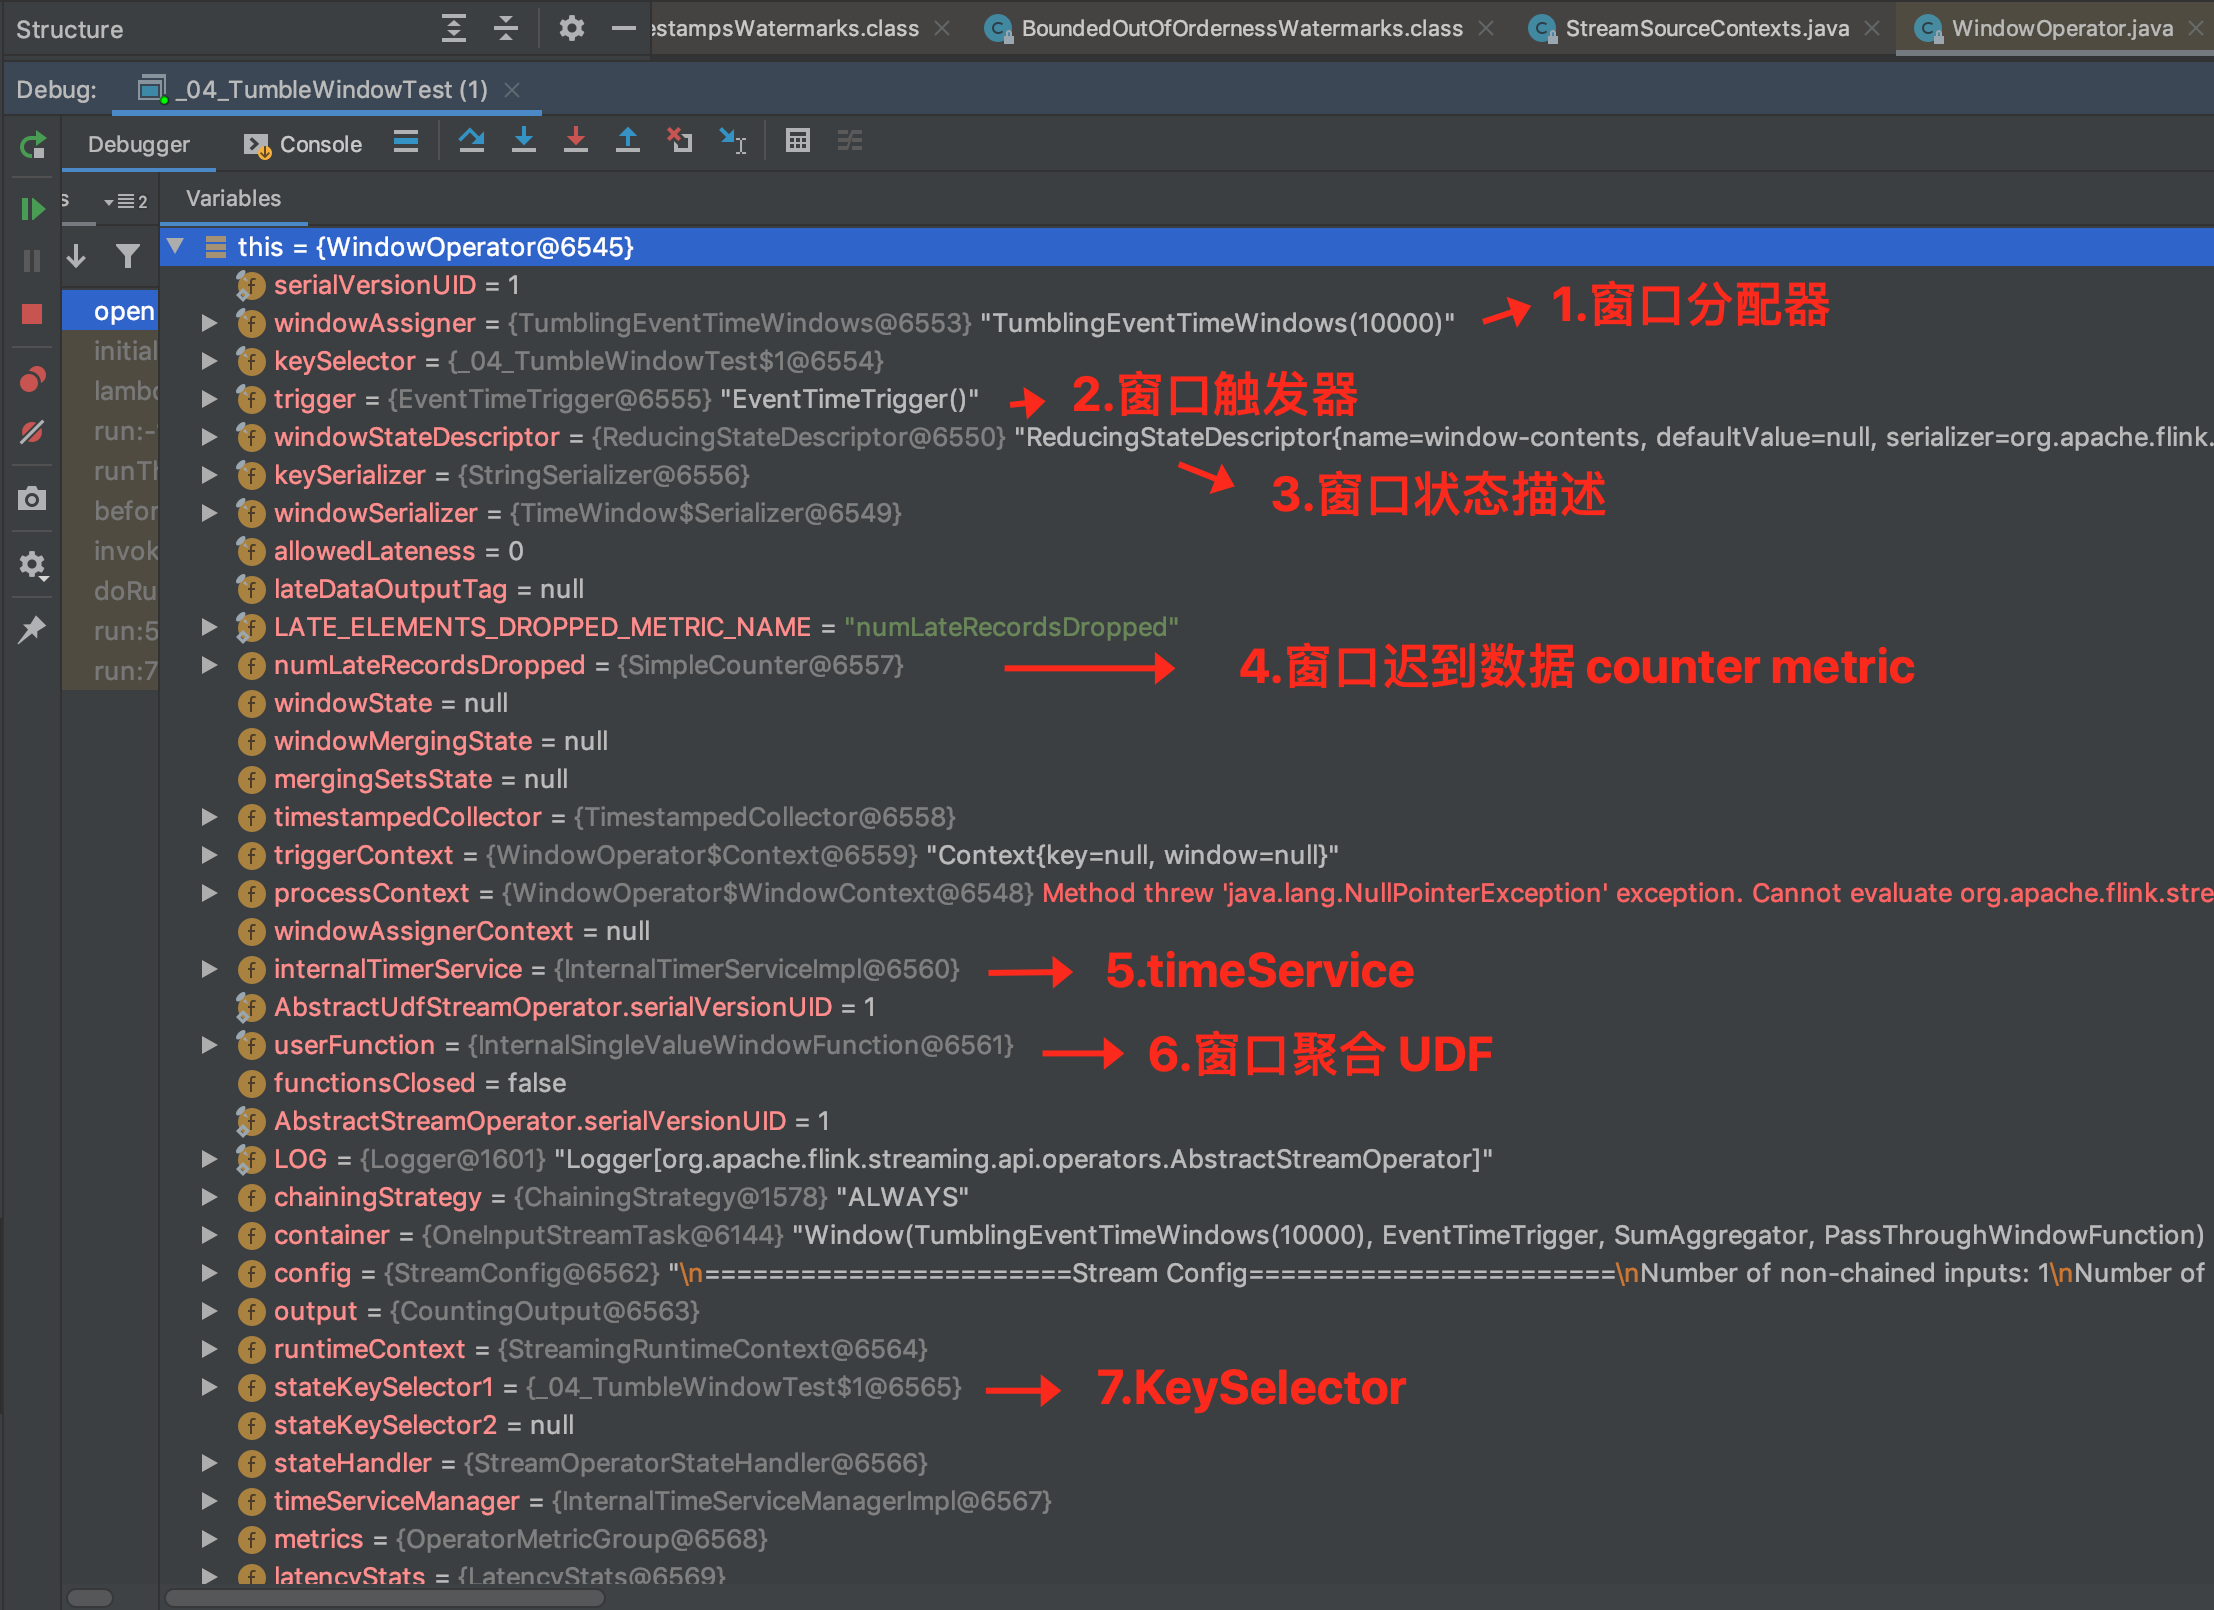 Structure
estampsWatermarks.class
BoundedOutOfOrdernessWatermarks.class
StreamSourceContexts.java
WindowOperator.java
Debug:
_04_TumbleWindowTest (1)
Debugger
Console
s
2
Variables
open
initial
lambd
run:-
runTh
befor
invok
doRu
run:5
run:7
this = {WindowOperator@6545}
serialVersionUID = 1
windowAssigner = {TumblingEventTimeWindows@6553} "TumblingEventTimeWindows(10000)"
1.窗口分配器
keySelector = {_04_TumbleWindowTest$1@6554}
trigger = {EventTimeTrigger@6555} "EventTimeTrigger()"
2.窗口触发器
windowStateDescriptor = {ReducingStateDescriptor@6550} "ReducingStateDescriptor{name=window-contents, defaultValue=null, serializer=org.apache.flink.
keySerializer = {StringSerializer@6556}
3.窗口状态描述
windowSerializer = {TimeWindow$Serializer@6549}
allowedLateness = 0
lateDataOutputTag = null
LATE_ELEMENTS_DROPPED_METRIC_NAME = "numLateRecordsDropped"
numLateRecordsDropped = {SimpleCounter@6557}
4.窗口迟到数据 counter metric
windowState = null
windowMergingState = null
mergingSetsState = null
timestampedCollector = {TimestampedCollector@6558}
triggerContext = {WindowOperator$Context@6559} "Context{key=null, window=null}"
processContext = {WindowOperator$WindowContext@6548} Method threw 'java.lang.NullPointerException' exception. Cannot evaluate org.apache.flink.stre
windowAssignerContext = null
internalTimerService = {InternalTimerServiceImpl@6560}
5.timeService
AbstractUdfStreamOperator.serialVersionUID = 1
userFunction = {InternalSingleValueWindowFunction@6561}
6.窗口聚合 UDF
functionsClosed = false
AbstractStreamOperator.serialVersionUID = 1
LOG = {Logger@1601} "Logger[org.apache.flink.streaming.api.operators.AbstractStreamOperator]"
chainingStrategy = {ChainingStrategy@1578} "ALWAYS"
container = {OneInputStreamTask@6144} "Window(TumblingEventTimeWindows(10000), EventTimeTrigger, SumAggregator, PassThroughWindowFunction)
config = {StreamConfig@6562} "\n=======================Stream Config=======================\nNumber of non-chained inputs: 1\nNumber of
output = {CountingOutput@6563}
runtimeContext = {StreamingRuntimeContext@6564}
stateKeySelector1 = {_04_TumbleWindowTest$1@6565}
7.KeySelector
stateKeySelector2 = null
stateHandler = {StreamOperatorStateHandler@6566}
timeServiceManager = {InternalTimeServiceManagerImpl@6567}
metrics = {OperatorMetricGroup@6568}
latencyStats = {LatencyStats@6569}